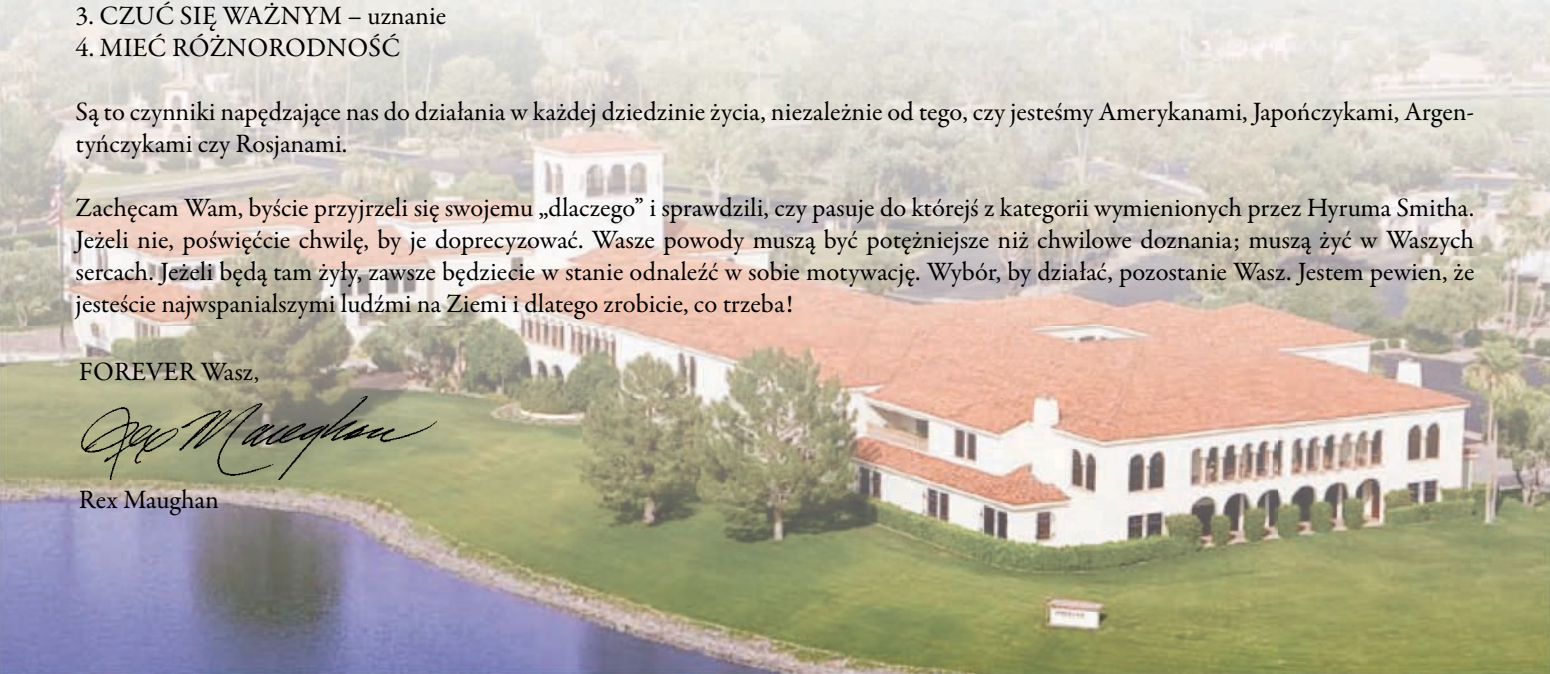 3. CZUĆ SIĘ WAŻNYM – uznanie
4. MIEĆ RÓŻNORODNOŚĆ
Są to czynniki napędzające nas do działania w każdej dziedzinie życia, niezależnie od tego, czy jesteśmy Amerykanami, Japończykami, Argen-
tyńczykami czy Rosjanami.
Zachęcam Wam, byście przyjrzeli się swojemu „dlaczego” i sprawdzili, czy pasuje do którejś z kategorii wymienionych przez Hyruma Smitha.
Jeżeli nie, poświęćcie chwilę, by je doprecyzować. Wasze powody muszą być potężniejsze niż chwilowe doznania; muszą żyć w Waszych
sercach. Jeżeli będą tam żyły, zawsze będziecie w stanie odnaleźć w sobie motywację. Wybór, by działać, pozostanie Wasz. Jestem pewien, że
jesteście najwspanialszymi ludźmi na Ziemi i dlatego zrobicie, co trzeba!
FOREVER Wasz,
Rex Maughan
Rex Maughan